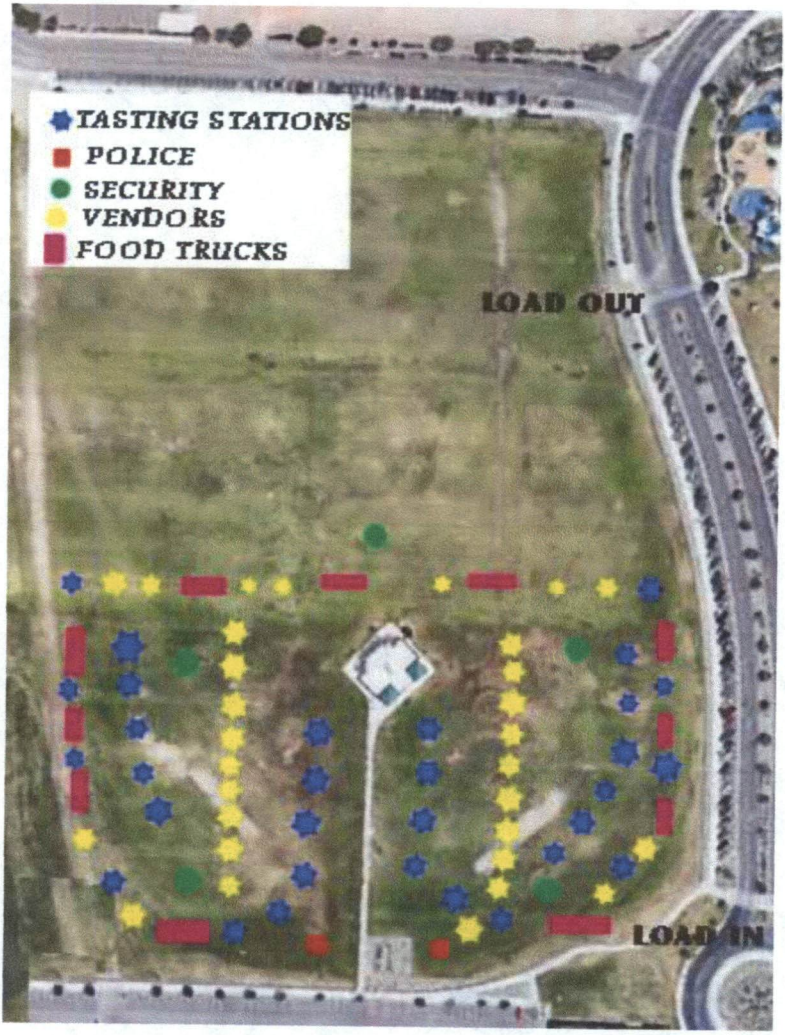 TASTING STATIONS
POLICE
SECURITY
VENDORS
FOOD TRUCKS
LOAD OUT
LOAD IN